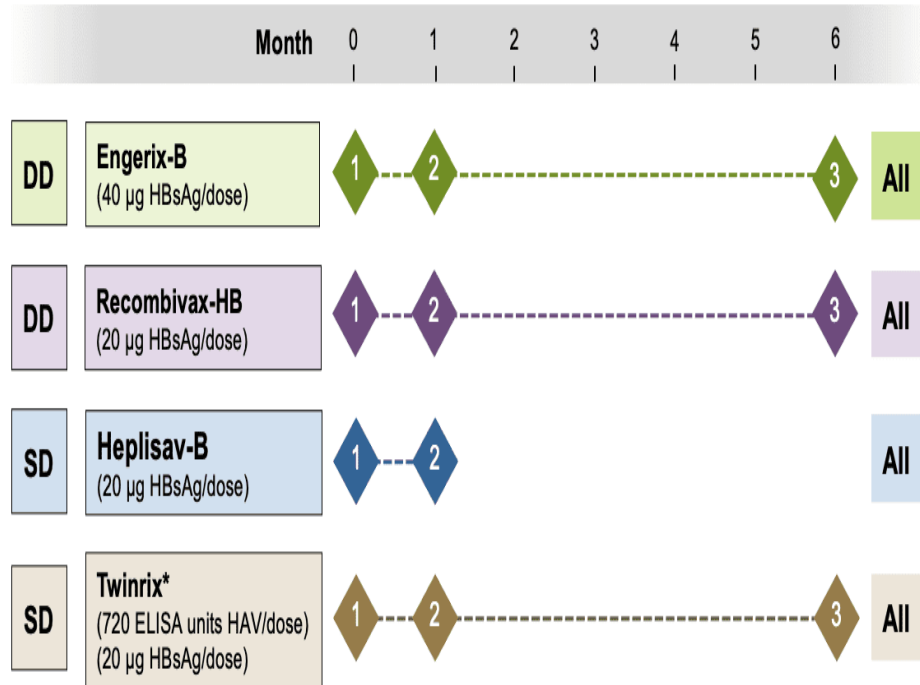 Month 0 1 2 3 4 5 6
DD
Engerix-B
(40 µg HBsAg/dose)
1 2 3
All
DD
Recombivax-HB
(20 µg HBsAg/dose)
1 2 3
All
SD
Heplisav-B
(20 µg HBsAg/dose)
1 2
All
SD
Twinrix*
(720 ELISA units HAV/dose)
(20 µg HBsAg/dose)
1 2 3
All